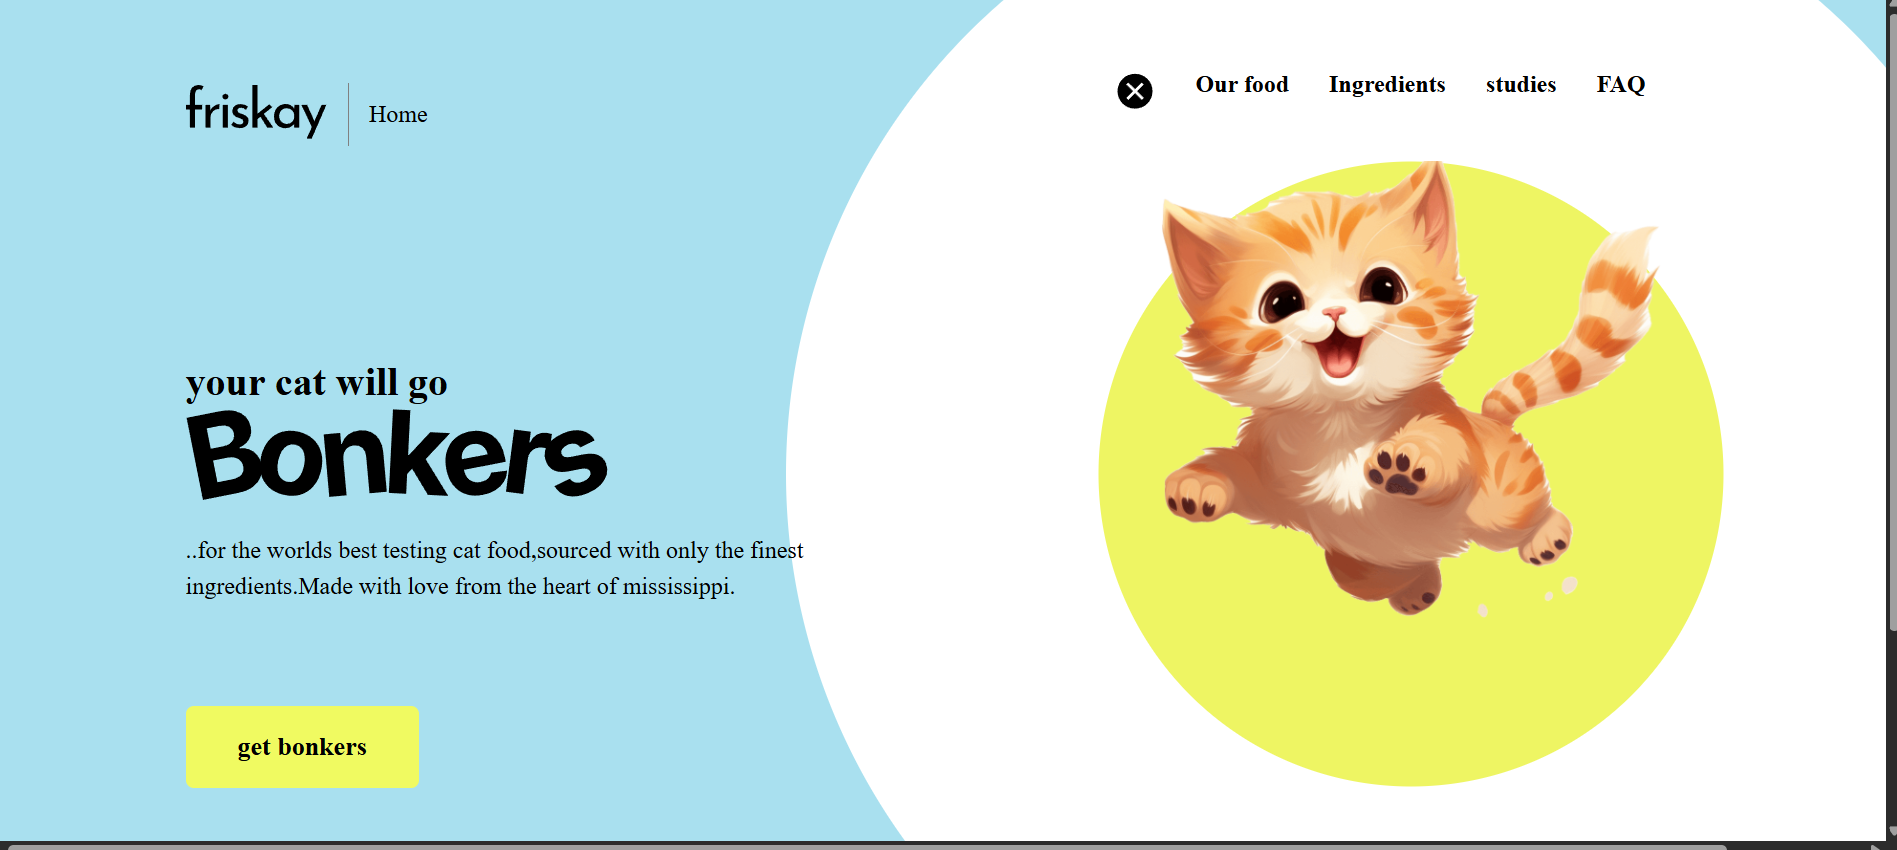 friskay
Home
Our food
Ingredients
studies
FAQ
your cat will go
Bonkers
..for the worlds best testing cat food,sourced with only the finest
ingredients.Made with love from the heart of mississippi.
get bonkers